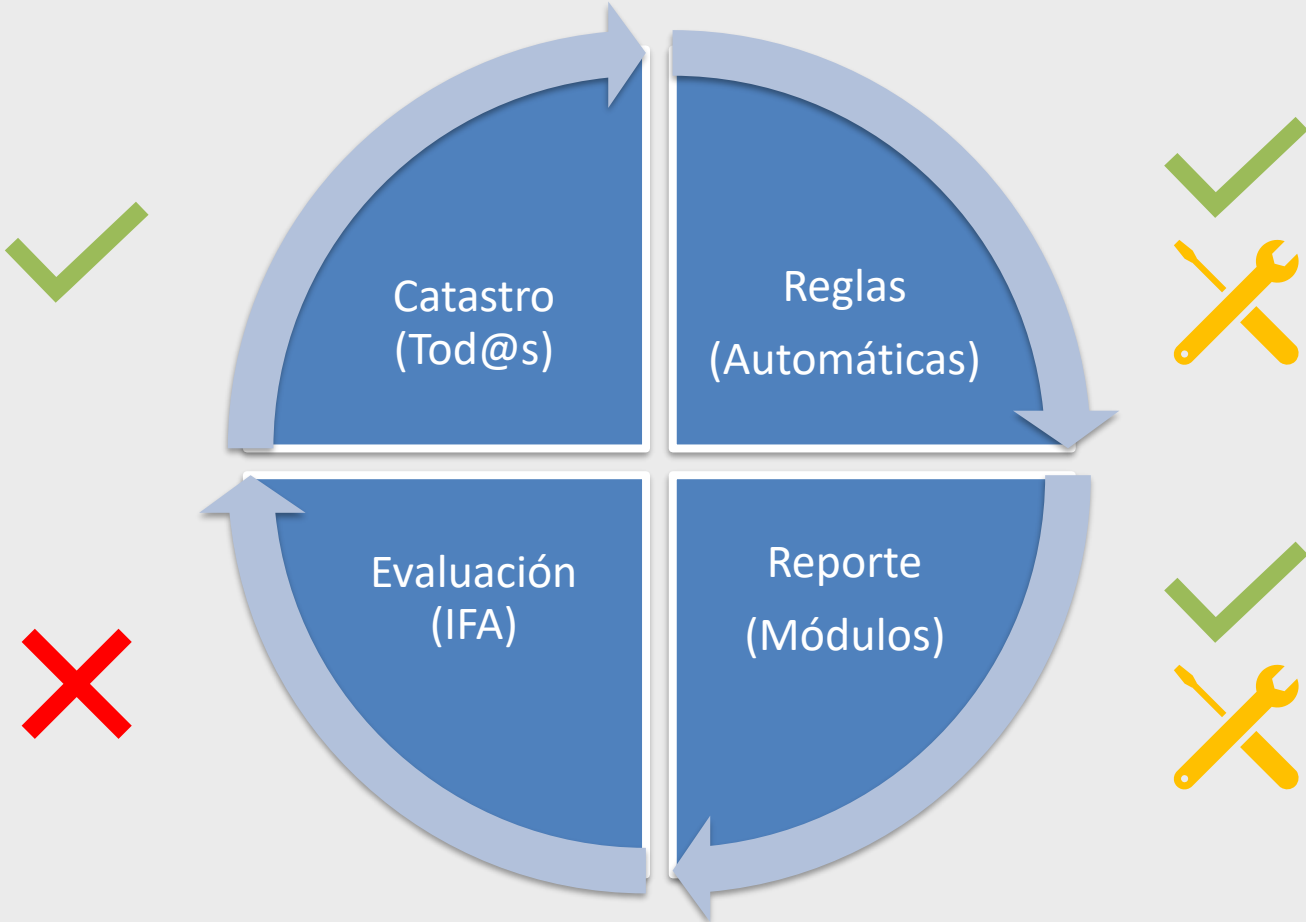 Catastro
(Tod@s)
Reglas
(Automáticas)
Evaluación
(IFA)
Reporte
(Módulos)